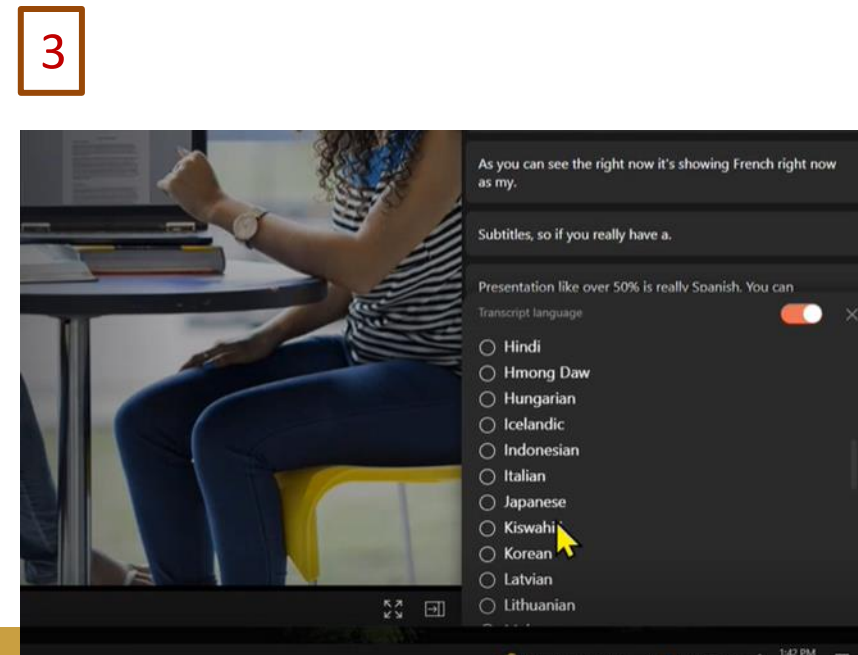 3
As you can see the right now it's showing French right now
as my.
Subtitles, so if you really have a.
Presentation like over 50% is really Spanish. You can
Transcript language
Hindi
Hmong Daw
Hungarian
Icelandic
Indonesian
Italian
Japanese
Korean
Latvian
Lithuanian
1:42 PM